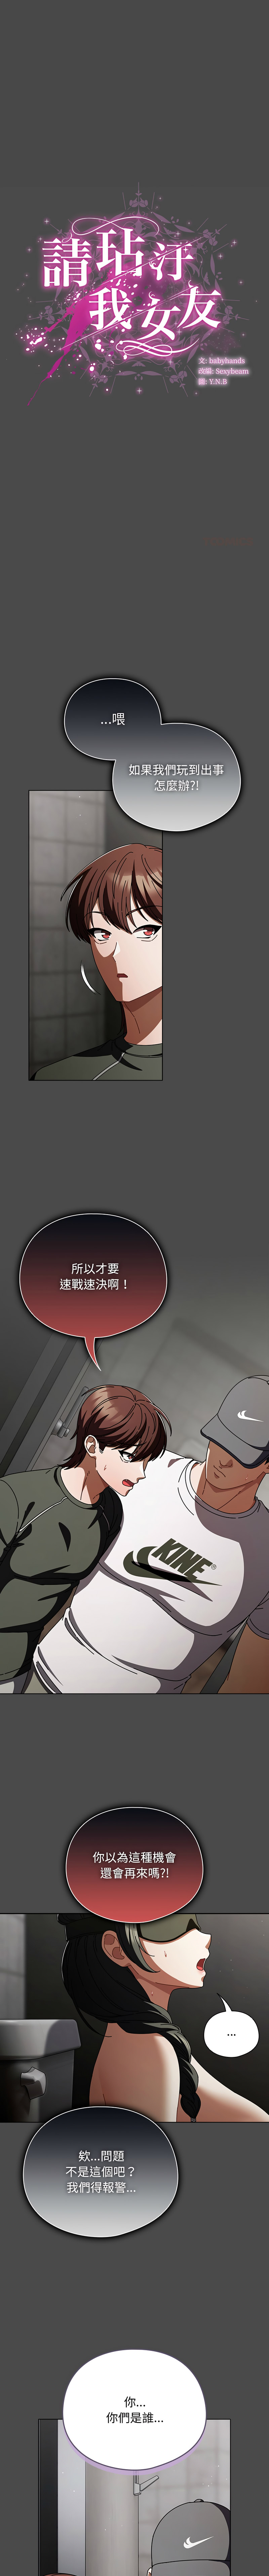 請玷汙
我女友
文: babyhands
改編: Sexybeam
圖: Y.N.B
...喂
如果我們玩到出事
怎麼辦?!
所以才要
速戰速決啊！
KINE®
你以為這種機會
還會再來嗎?!
...
欸...問題
不是這個吧？
我們得報警...
你...
你們是誰...